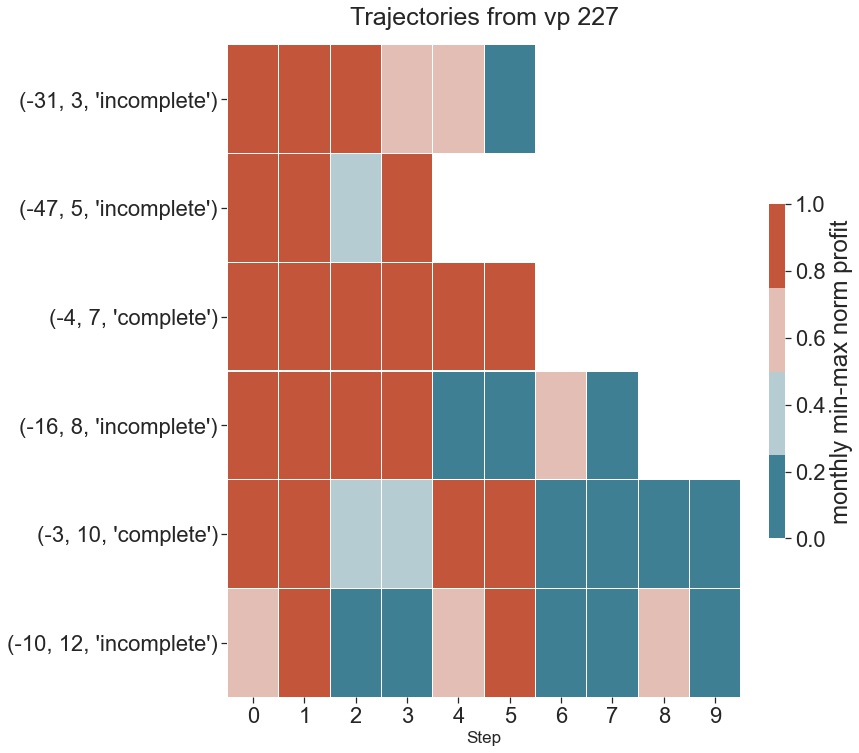 Trajectories from vp 227
(-31, 3, 'incomplete')
(-47, 5, 'incomplete')
(-4, 7, 'complete')
(-16, 8, 'incomplete')
(-3, 10, 'complete')
(-10, 12, 'incomplete')
0 1 2 3 4 5 6 7 8 9
Step
1.0
0.8
0.6
0.4
0.2
0.0
monthly min-max norm profit